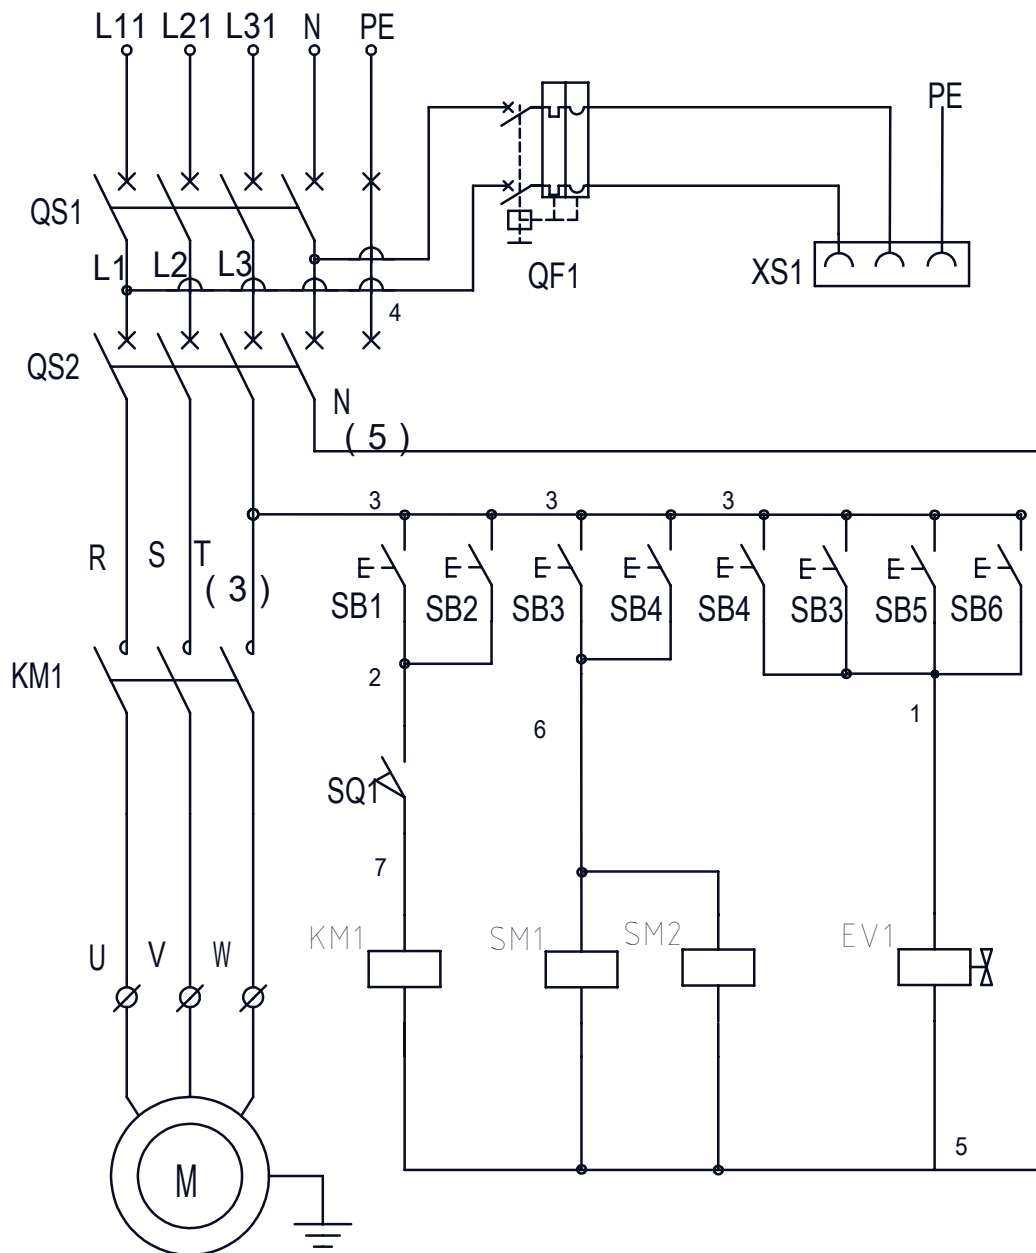 L11 L21 L31 N PE
PE
QS1
L1 L2 L3 QF1 XS1
4
QS2
N
( 5 )
3 3 3
R S T
( 3 )
SB1 SB2 SB3 SB4 SB4 SB3 SB5 SB6
KM1
2
6
1
SQ1
7
KM1 SM1 SM2 EV1
U V W
5
M